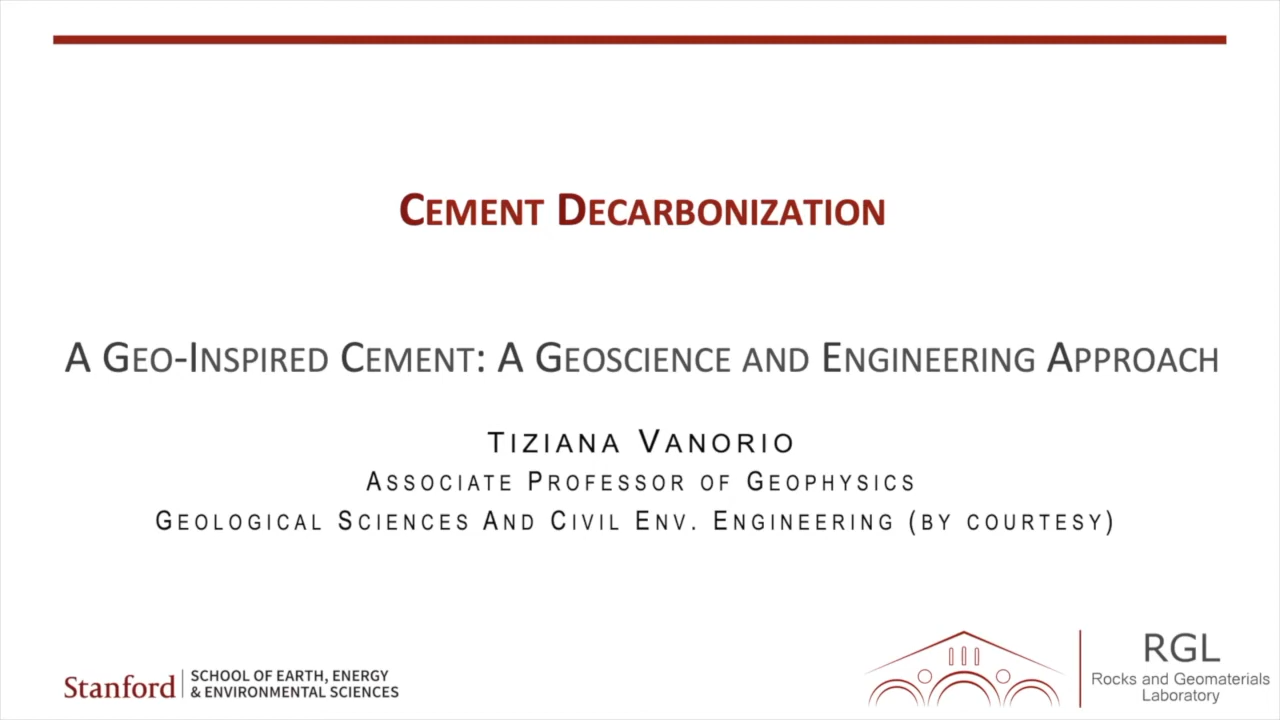 CEMENT DECARBONIZATION
A GEO-INSPIRED CEMENT: A GEOSCIENCE AND ENGINEERING APPROACH
TIZIANA VANORIO
ASSOCIATE PROFESSOR OF GEOPHYSICS
GEOLOGICAL SCIENCES AND CIVIL ENV. ENGINEERING (BY COURTESY)
Stanford
SCHOOL OF EARTH, ENERGY
& ENVIRONMENTAL SCIENCES
RGL
Rocks and Geomaterials
Laboratory